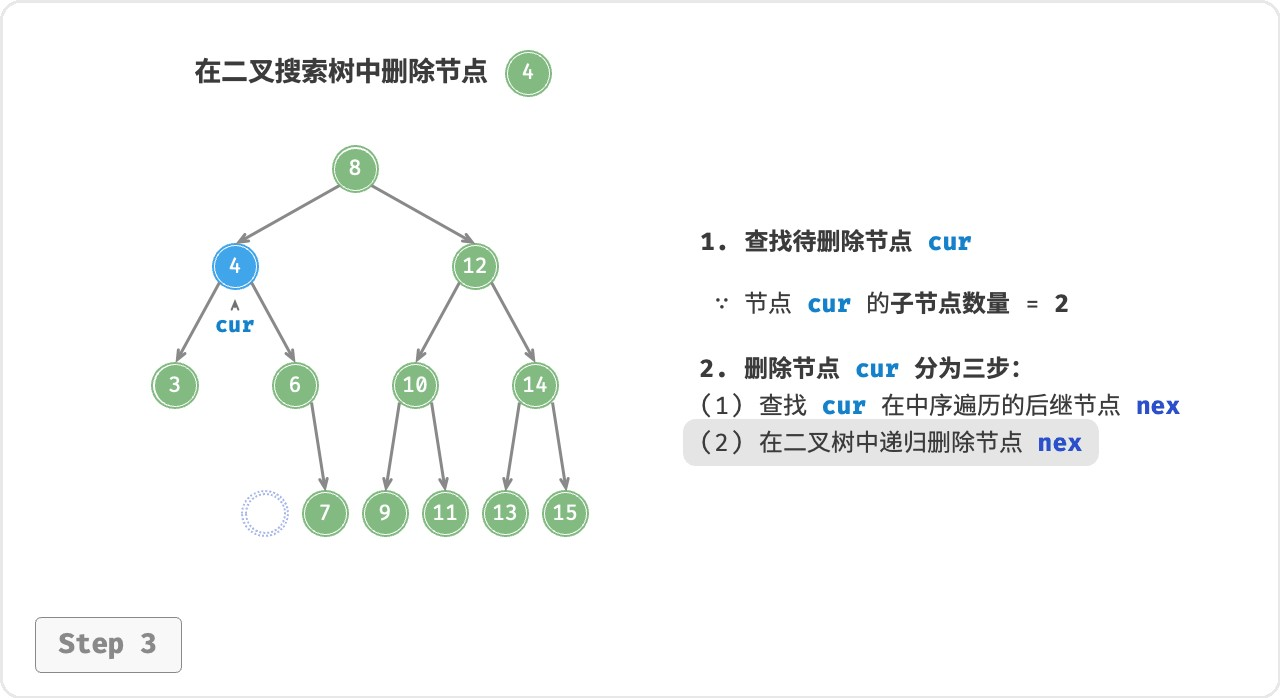 在二叉搜索树中删除节点 4
8
4
12
cur
3
6
10
14
7
9
11
13
15
1. 查找待删除节点 cur
∵ 节点 cur 的子节点数量 = 2
2. 删除节点 cur 分为三步:
(1) 查找 cur 在中序遍历的后继节点 nex
(2) 在二叉树中递归删除节点 nex
Step 3